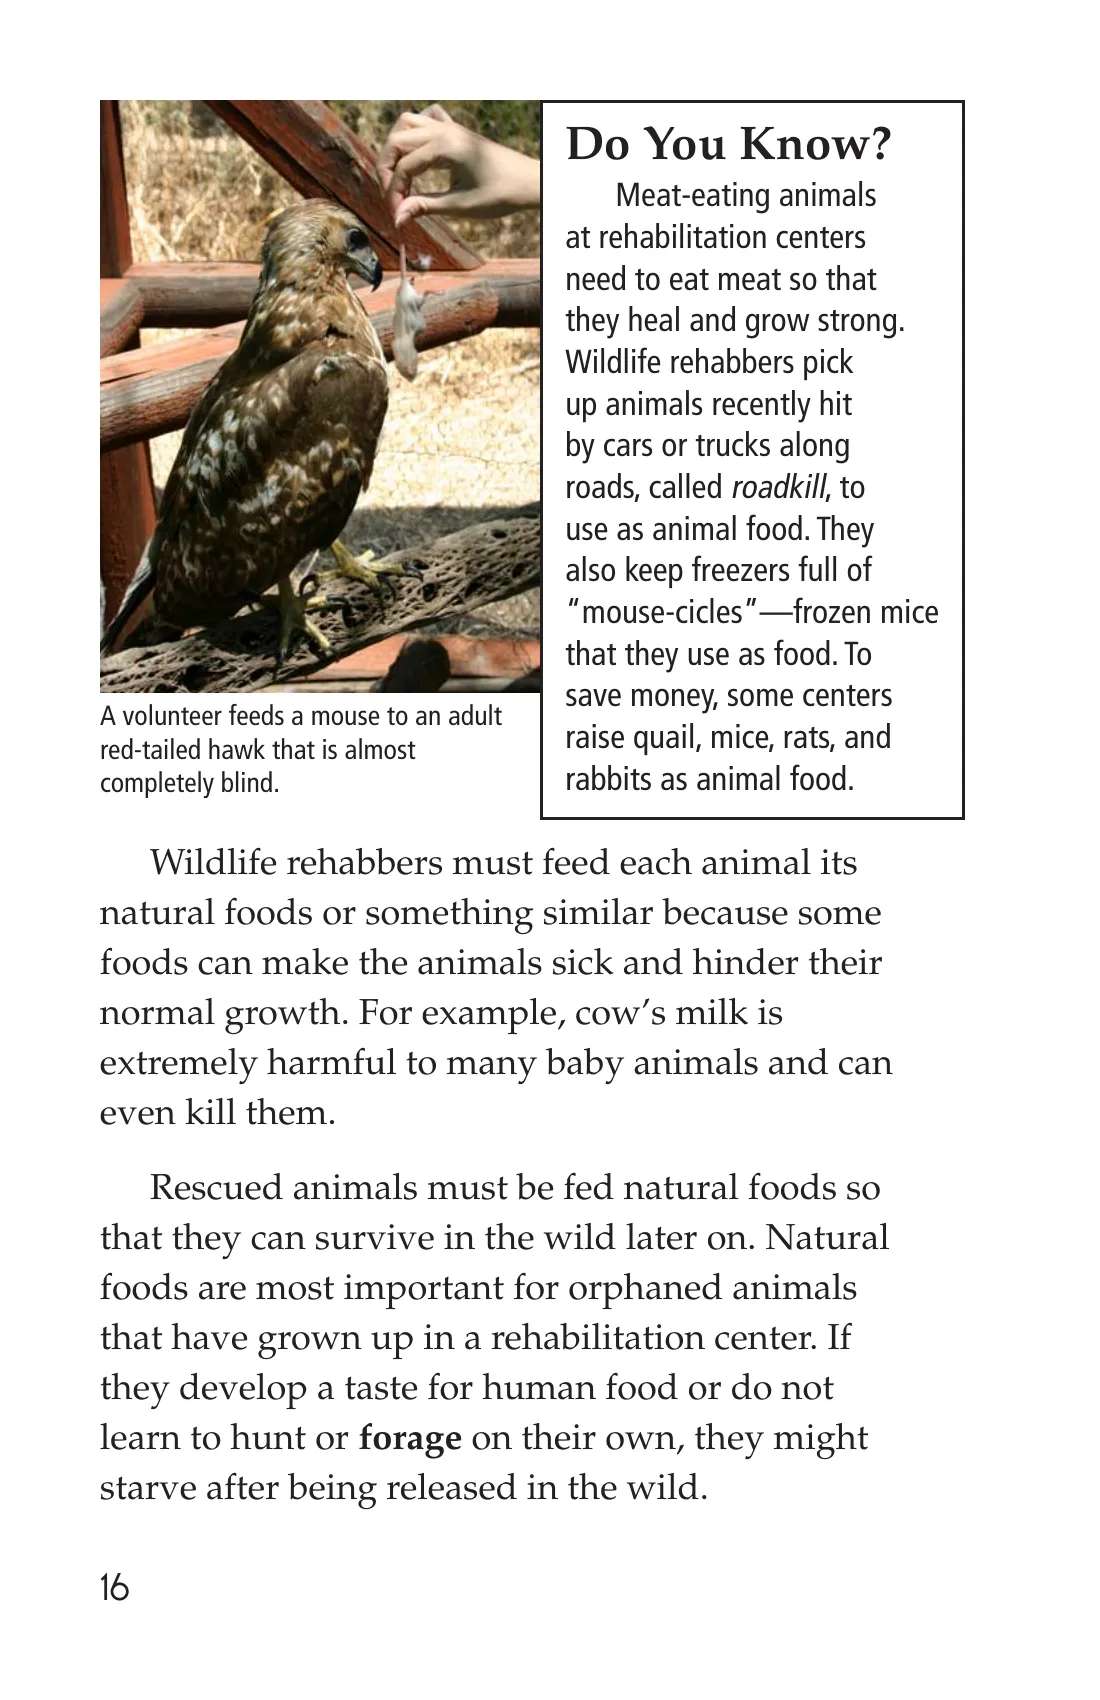 Do You Know?
Meat-eating animals
at rehabilitation centers
need to eat meat so that
they heal and grow strong.
Wildlife rehabbers pick
up animals recently hit
by cars or trucks along
roads, called roadkill, to
use as animal food. They
also keep freezers full of
“mouse-cicles”—frozen mice
that they use as food. To
save money, some centers
raise quail, mice, rats, and
rabbits as animal food.
A volunteer feeds a mouse to an adult
red-tailed hawk that is almost
completely blind.
Wildlife rehabbers must feed each animal its
natural foods or something similar because some
foods can make the animals sick and hinder their
normal growth. For example, cow’s milk is
extremely harmful to many baby animals and can
even kill them.
Rescued animals must be fed natural foods so
that they can survive in the wild later on. Natural
foods are most important for orphaned animals
that have grown up in a rehabilitation center. If
they develop a taste for human food or do not
learn to hunt or forage on their own, they might
starve after being released in the wild.
16